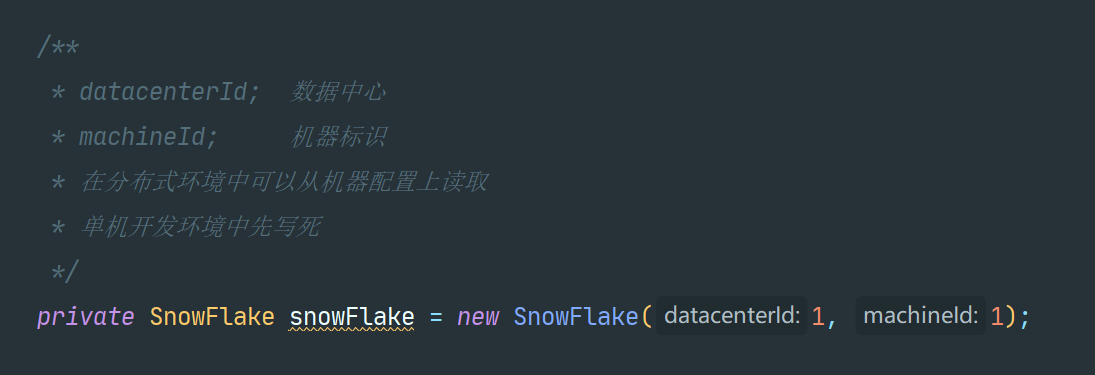 /**
* datacenterId;  数据中心
* machineId;     机器标识
* 在分布式环境中可以从机器配置上读取
* 单机开发环境中先写死
*/
private SnowFlake snowFlake = new SnowFlake( datacenterId: 1, machineId: 1);